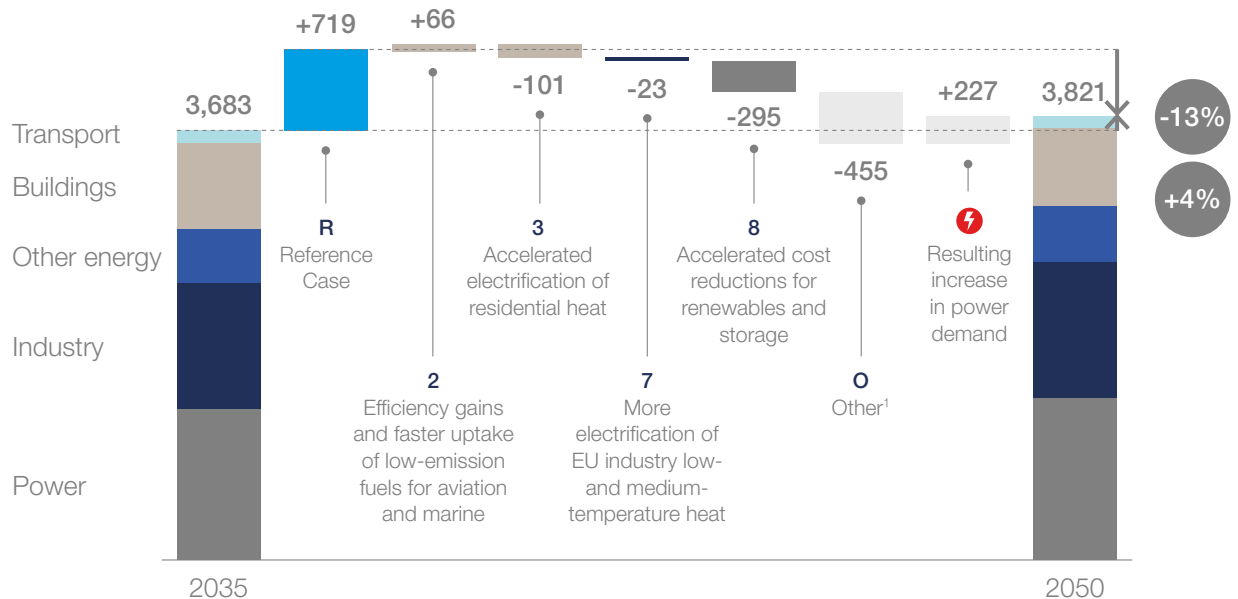 +719
+66
3,683
-101
-23
-295
-455
+227
3,821
-13%
+4%
Transport
Buildings
Other energy
Industry
Power
R
Reference
Case
3
Accelerated
electrification of
residential heat
8
Accelerated cost
reductions for
renewables and
storage
Resulting
increase
in power
demand
2
Efficiency gains
and faster uptake
of low-emission
fuels for aviation
and marine
7
More
electrification of
EU industry low-
and medium-
temperature heat
O
Other¹
2035
2050